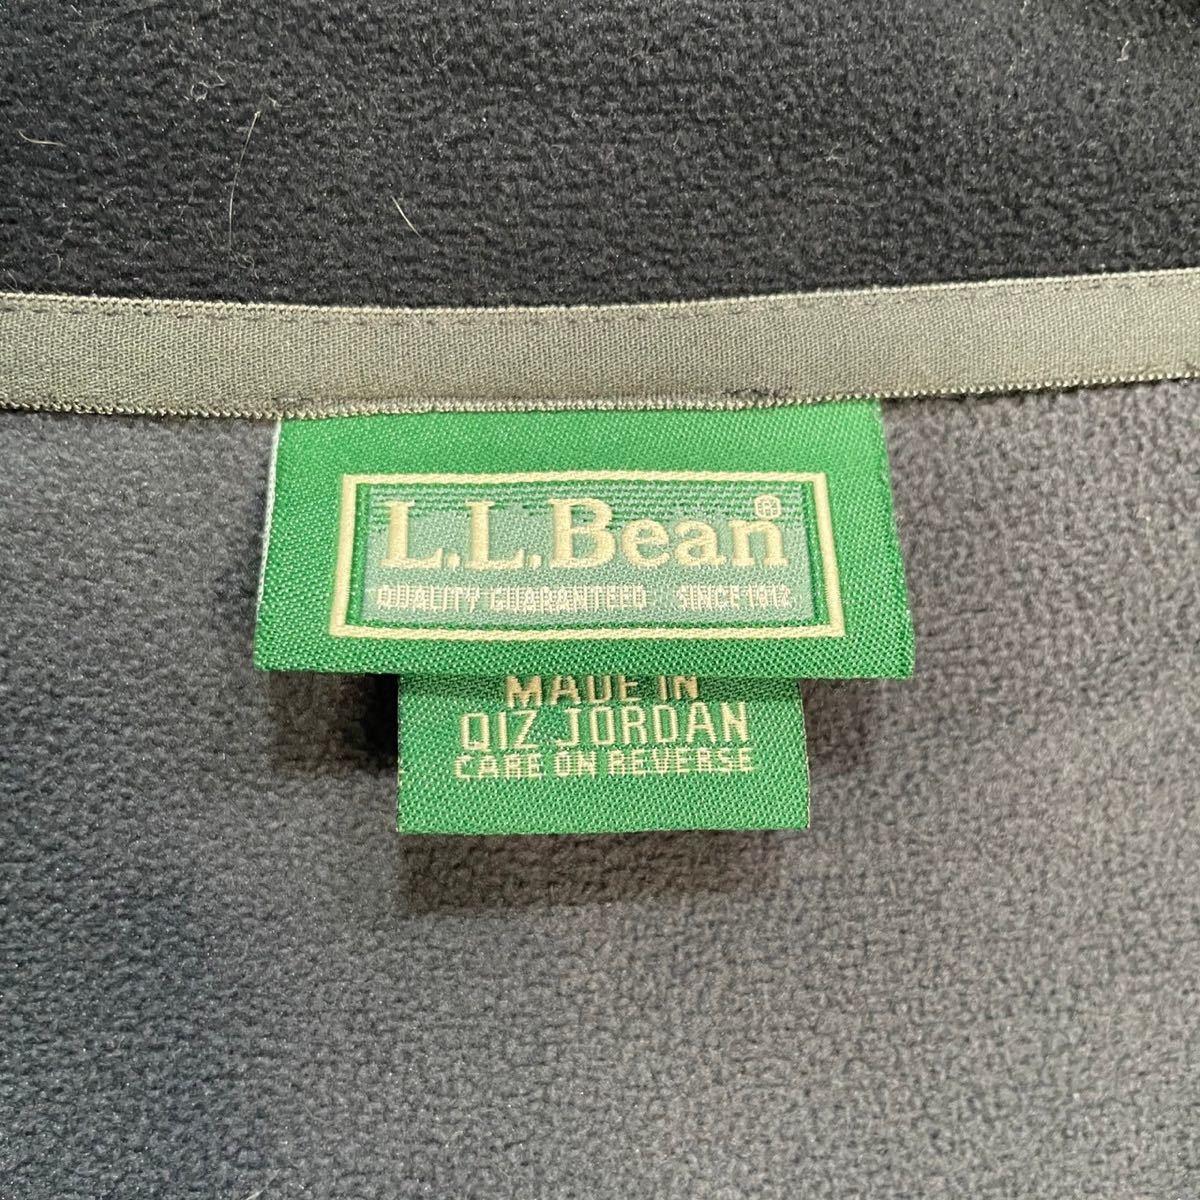 L.L.Bean®
QUALITY GUARANTEED SINCE 1912
MADE IN
QIZ JORDAN
CARE ON REVERSE